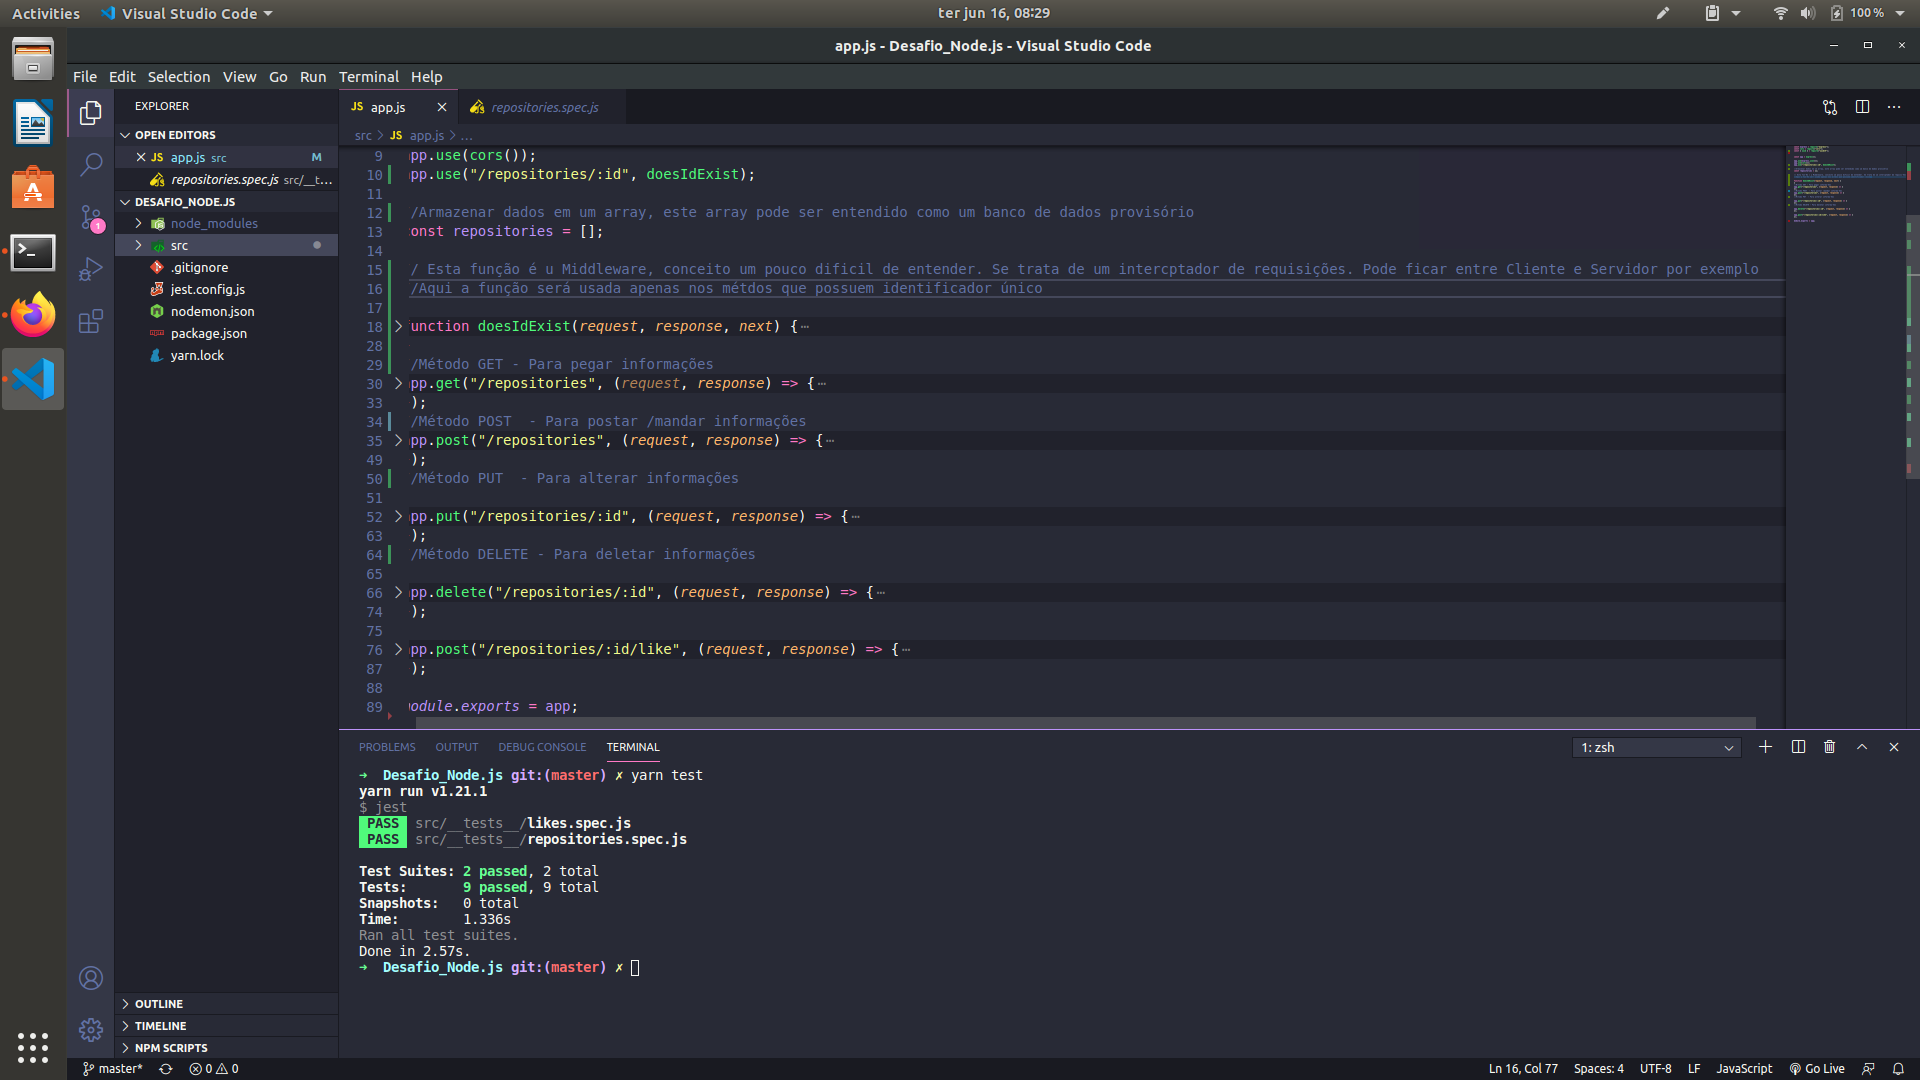 Activities
Visual Studio Code
ter jun 16, 08:29
100 %
app.js - Desafio_Node.js - Visual Studio Code
File Edit Selection View Go Run Terminal Help
EXPLORER
OPEN EDITORS
JS app.js src M
repositories.spec.js src/__t...
DESAFIO_NODE.JS
node_modules
src
.gitignore
jest.config.js
nodemon.json
package.json
yarn.lock
OUTLINE
TIMELINE
NPM SCRIPTS
1
JS app.js
repositories.spec.js
src > JS app.js > ...
9 pp.use(cors());
10 pp.use("/repositories/:id", doesIdExist);
11
12 /Armazenar dados em um array, este array pode ser entendido como um banco de dados provisório
13 onst repositories = [];
14
15 / Esta função é u Middleware, conceito um pouco dificil de entender. Se trata de um intercptador de requisições. Pode ficar entre Cliente e Servidor por exemplo
16 /Aqui a função será usada apenas nos métdos que possuem identificador único
17
18 unction doesIdExist(request, response, next) {⋯
28
29 /Método GET - Para pegar informações
30 pp.get("/repositories", (request, response) => {⋯
33 );
34 /Método POST  - Para postar /mandar informações
35 pp.post("/repositories", (request, response) => {⋯
49 );
50 /Método PUT  - Para alterar informações
51
52 pp.put("/repositories/:id", (request, response) => {⋯
63 );
64 /Método DELETE - Para deletar informações
65
66 pp.delete("/repositories/:id", (request, response) => {⋯
74 );
75
76 pp.post("/repositories/:id/like", (request, response) => {⋯
87 );
88
89 odule.exports = app;
PROBLEMS OUTPUT DEBUG CONSOLE TERMINAL
1: zsh
➜  Desafio_Node.js git:(master) ✗ yarn test
yarn run v1.21.1
$ jest
PASS src/__tests__/likes.spec.js
PASS src/__tests__/repositories.spec.js
Test Suites: 2 passed, 2 total
Tests:       9 passed, 9 total
Snapshots:   0 total
Time:        1.336s
Ran all test suites.
Done in 2.57s.
➜  Desafio_Node.js git:(master) ✗
master* 0 0
Ln 16, Col 77 Spaces: 4 UTF-8 LF JavaScript Go Live